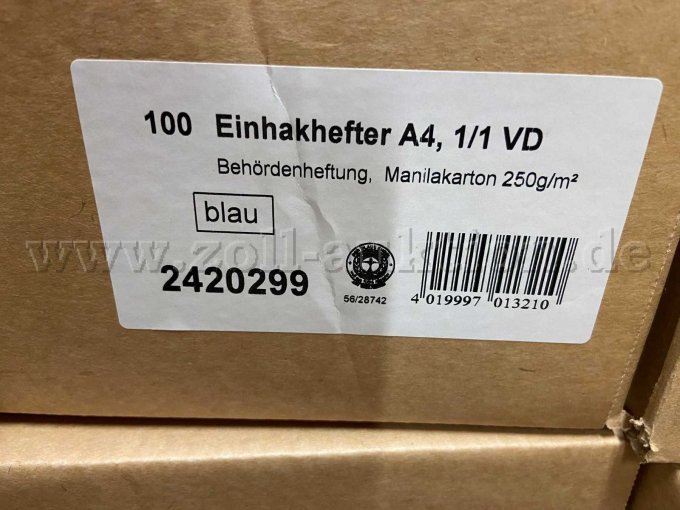 100 Einhakhefter A4, 1/1 VD
Behördenheftung, Manilakarton 250g/m²
blau
www.zoll-auktion.de
2420299
56/28742
4 019997 013210